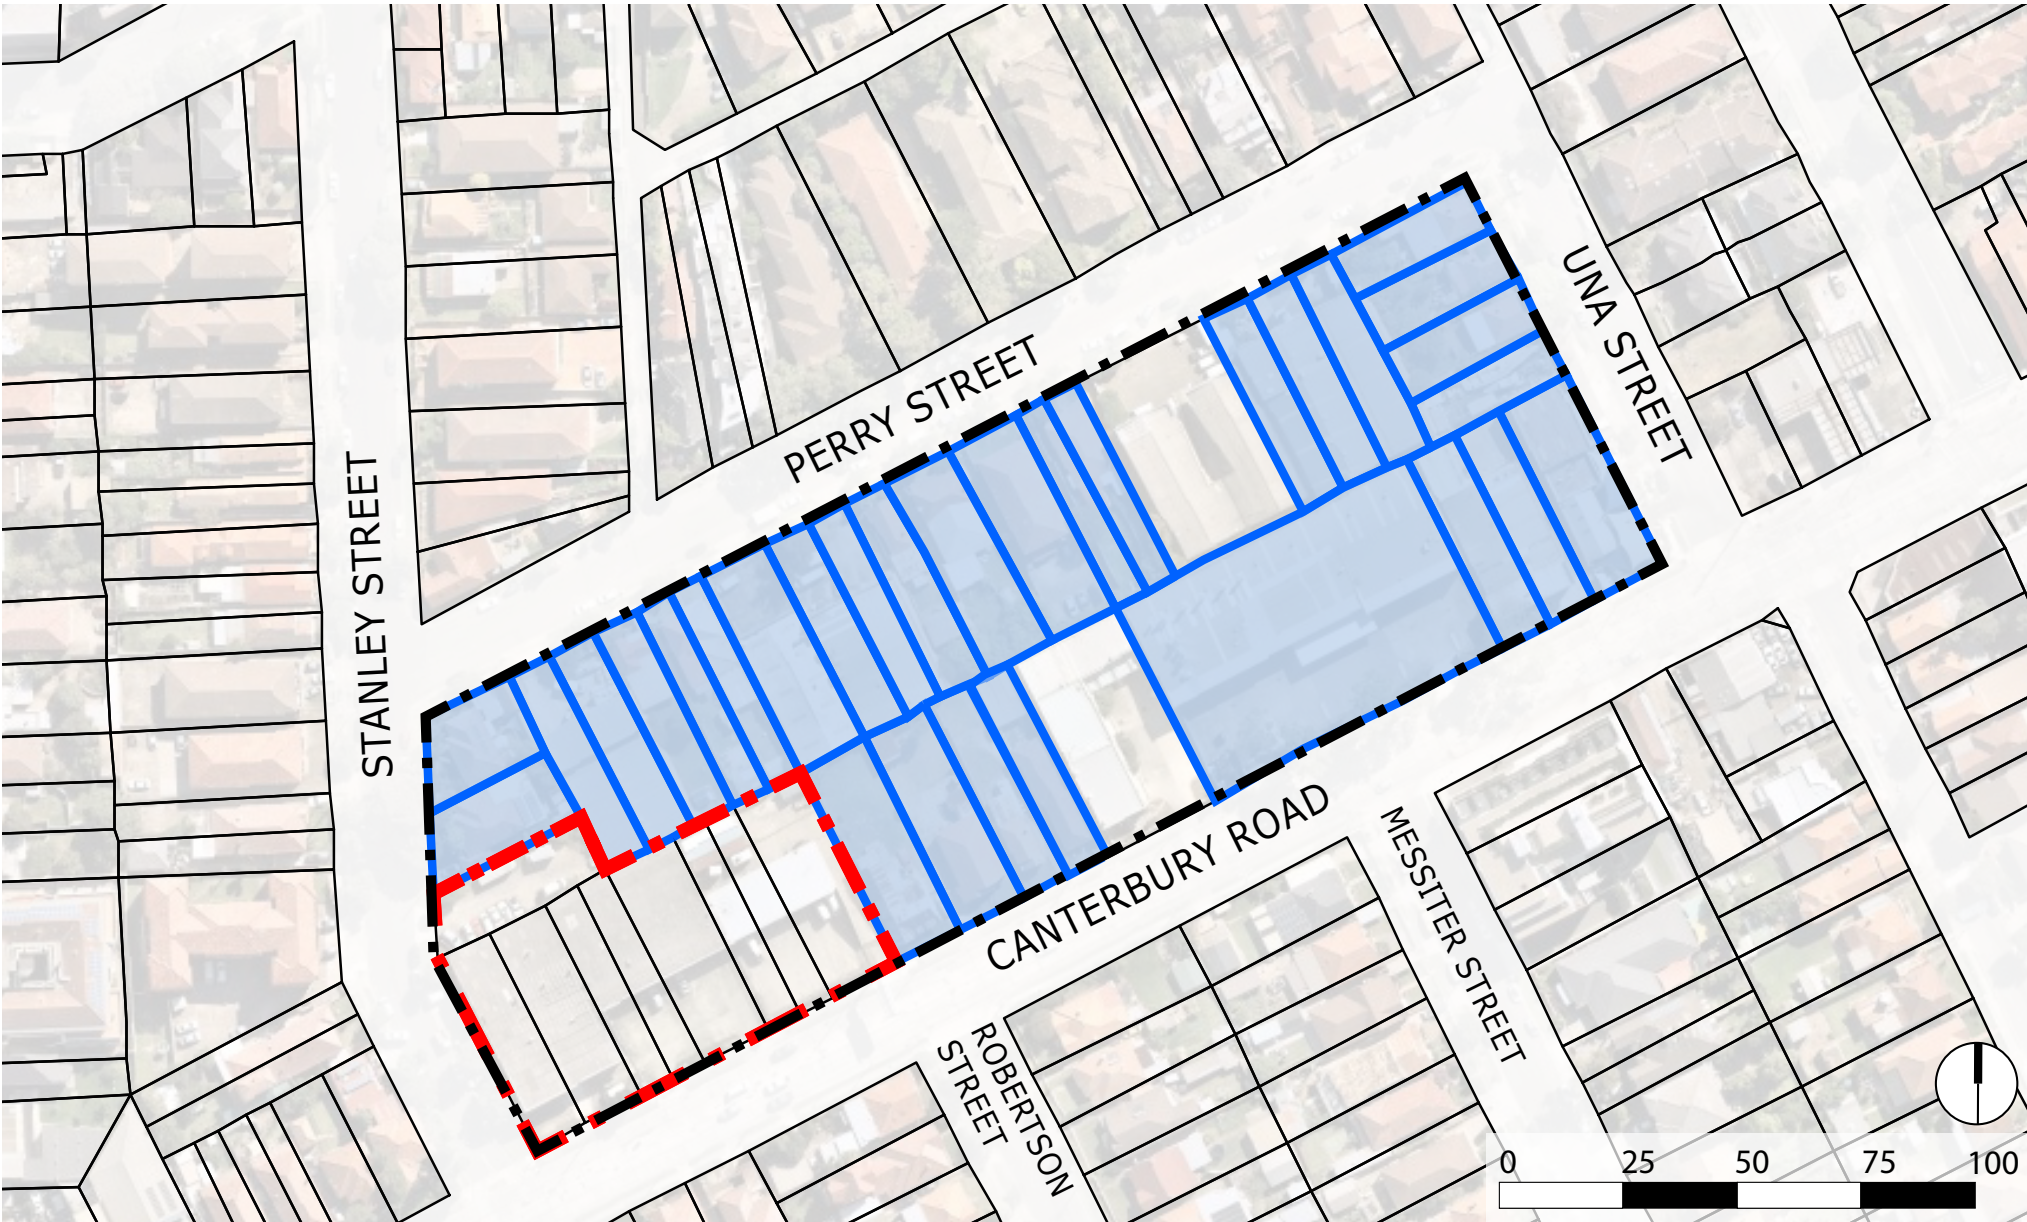 PERRY STREET
UNA STREET
STANLEY STREET
CANTERBURY ROAD
MESSITER STREET
ROBERTSON
STREET
0 25 50 75 100